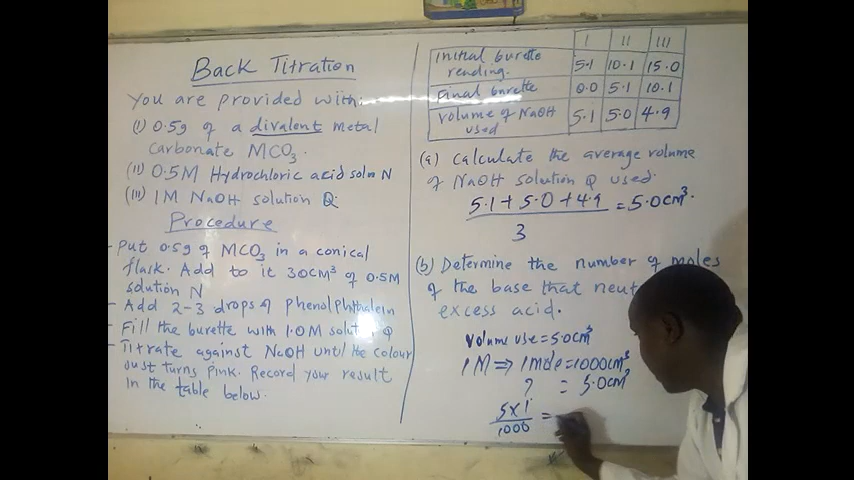 Back Titration
You are provided with:
(I) 0.5g of a divalent metal
Carbonate MCO₃.
(II) 0.5M Hydrochloric acid soln N
(III) 1M NaOH solution Q.
Procedure
- Put 0.5g of MCO₃ in a conical
flask. Add to it 30cm³ of 0.5M
solution N
- Add 2-3 drops of phenolphthalein.
- Fill the burette with 1.0M solut Q
- Titrate against NaOH until the colour
Just turns pink. Record your result
in the table below.
I II III
Initial burette reading. 5.1 10.1 15.0
Final burette 0.0 5.1 10.1
Volume of NaOH used 5.1 5.0 4.9
(a) Calculate the average volume
of NaOH solution Q used.
5.1 + 5.0 + 4.9 = 5.0cm³.
3
(b) Determine the number of moles
of the base that neut
excess acid.
Volume use = 5.0cm³
1M ⇒ 1mole = 1000cm³
? = 5.0cm³
5 x 1 =
1000